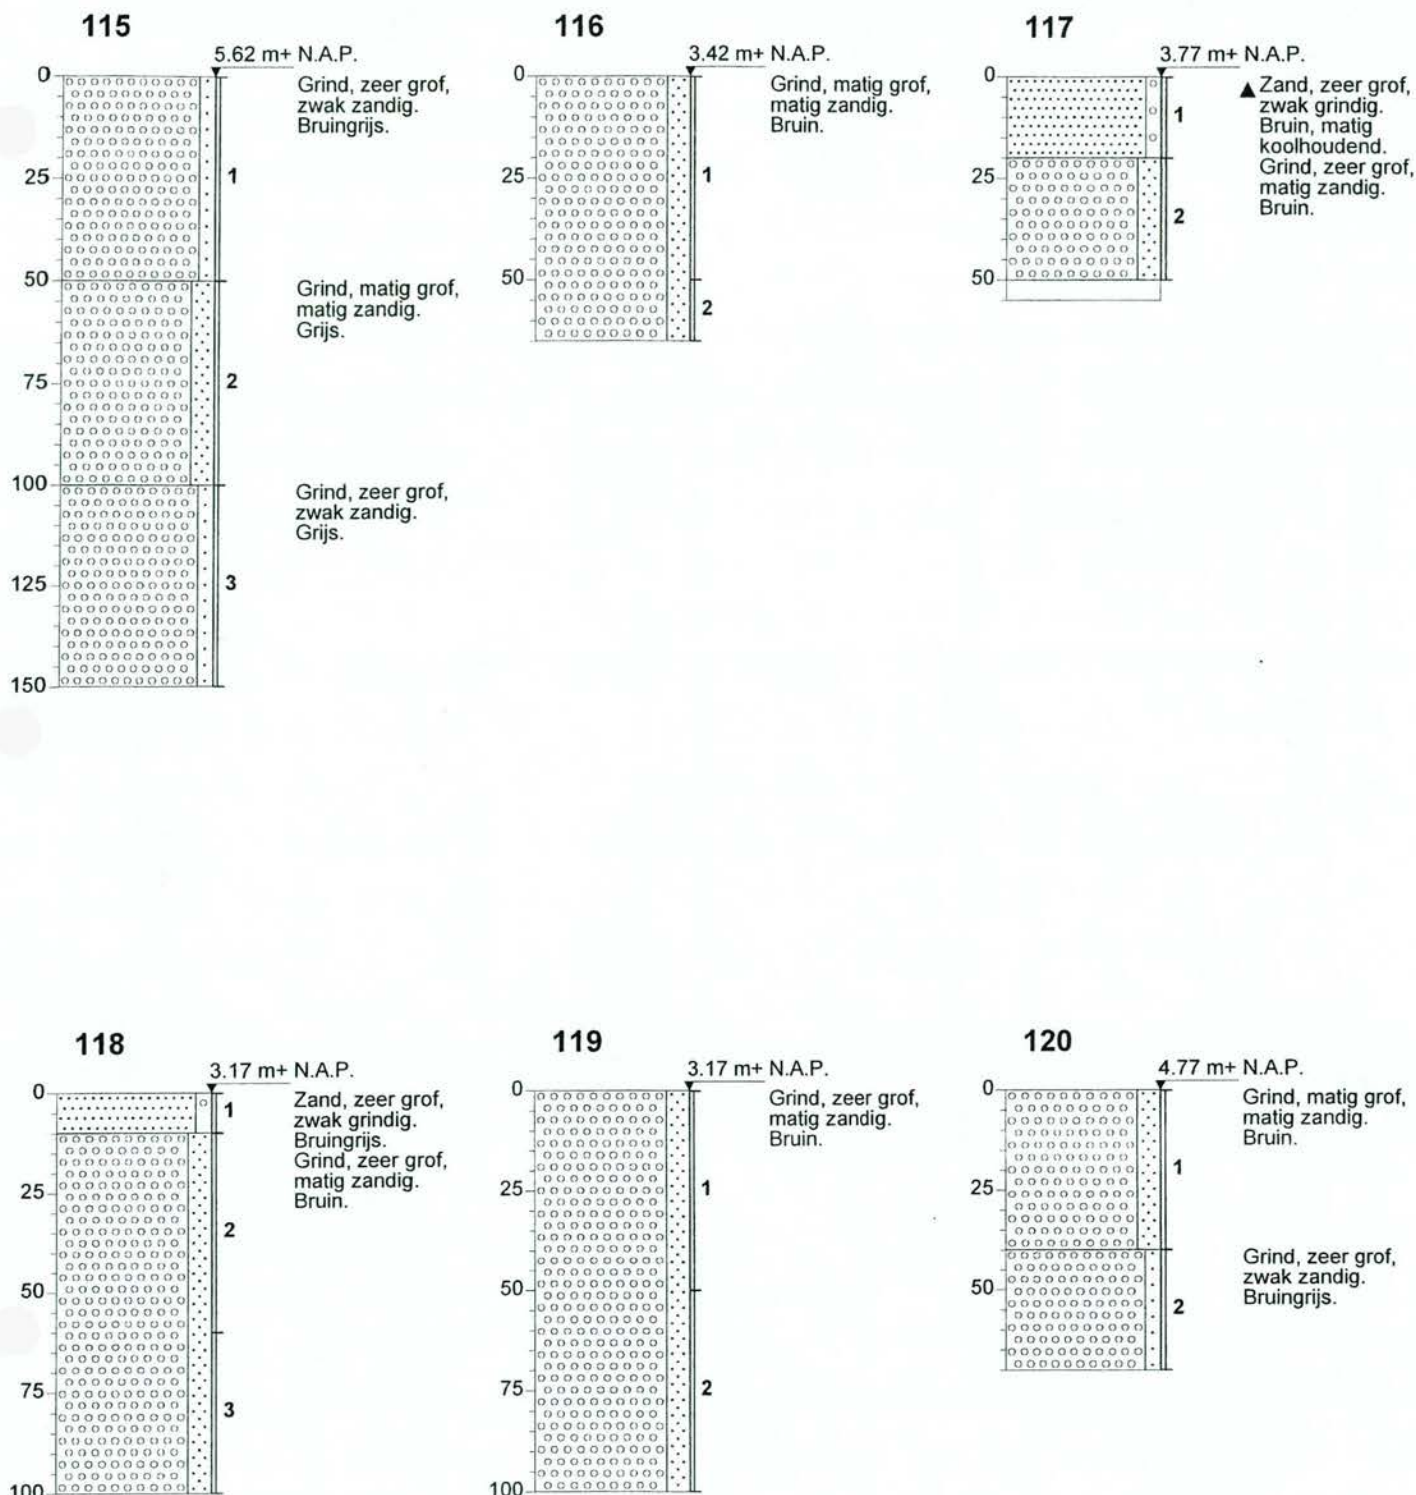 115
5.62 m+ N.A.P.
0
25
50
75
100
125
150
1
2
3
Grind, zeer grof,
zwak zandig.
Bruingrijs.
Grind, matig grof,
matig zandig.
Grijs.
Grind, zeer grof,
zwak zandig.
Grijs.
116
3.42 m+ N.A.P.
0
25
50
1
2
Grind, matig grof,
matig zandig.
Bruin.
117
3.77 m+ N.A.P.
0
25
50
1
2
Zand, zeer grof,
zwak grindig.
Bruin, matig
koolhoudend.
Grind, zeer grof,
matig zandig.
Bruin.
118
3.17 m+ N.A.P.
0
25
50
75
100
1
2
3
Zand, zeer grof,
zwak grindig.
Bruingrijs.
Grind, zeer grof,
matig zandig.
Bruin.
119
3.17 m+ N.A.P.
0
25
50
75
100
1
2
Grind, zeer grof,
matig zandig.
Bruin.
120
4.77 m+ N.A.P.
0
25
50
1
2
Grind, matig grof,
matig zandig.
Bruin.
Grind, zeer grof,
zwak zandig.
Bruingrijs.